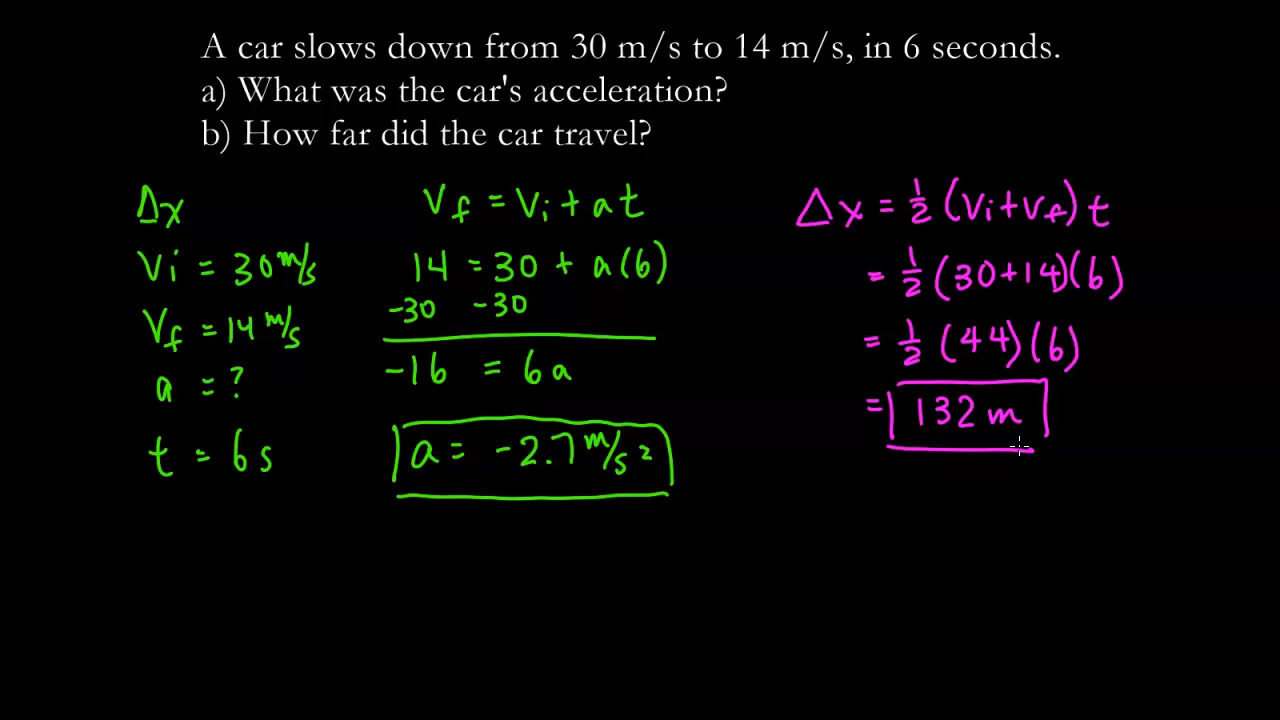 A car slows down from 30 m/s to 14 m/s, in 6 seconds.
a) What was the car's acceleration?
b) How far did the car travel?
Δx
Vi = 30 m/s
Vf = 14 m/s
a = ?
t = 6s
Vf = Vi + at
14 = 30 + a(6)
-30 -30
-16 = 6a
a = -2.7 m/s²
Δx = ½ (Vi+Vf) t
= ½ (30+14)(6)
= ½ (44)(6)
= 132 m